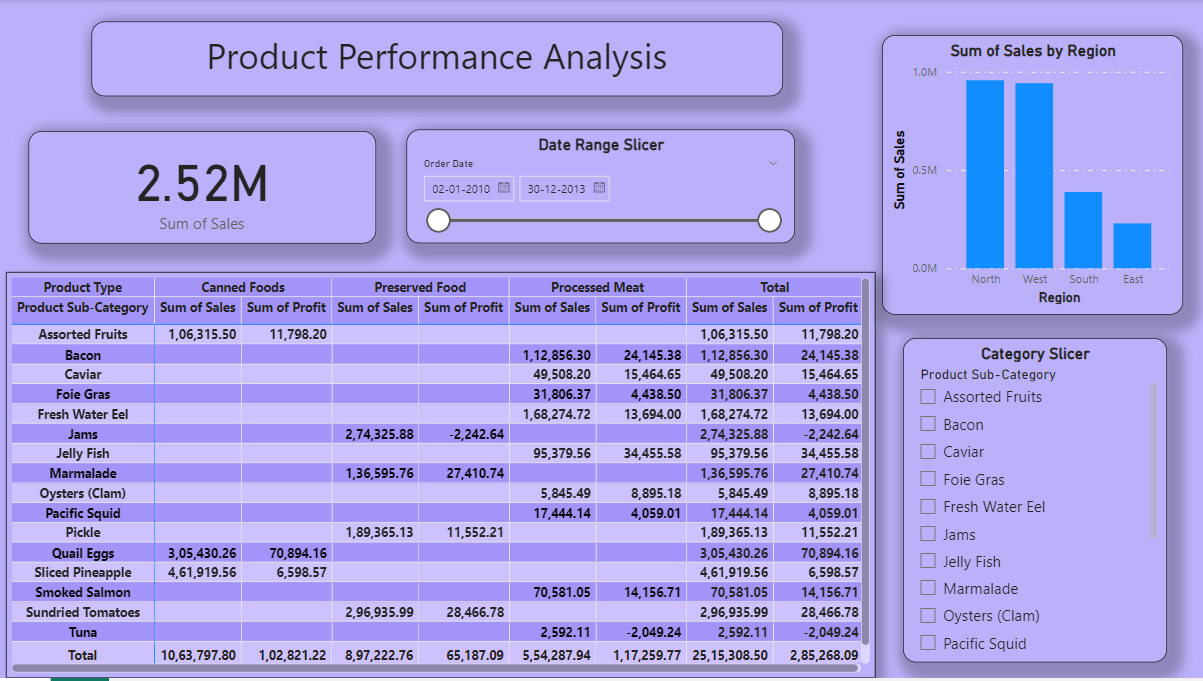 Product Performance Analysis
2.52M
Sum of Sales
Date Range Slicer
Order Date
02-01-2010 30-12-2013
Sum of Sales by Region
1.0M
0.5M
0.0M
Sum of Sales
North West South East
Region
Product Type Canned Foods Preserved Food Processed Meat Total
Product Sub-Category Sum of Sales Sum of Profit Sum of Sales Sum of Profit Sum of Sales Sum of Profit Sum of Sales Sum of Profit
Assorted Fruits 1,06,315.50 11,798.20 1,06,315.50 11,798.20
Bacon 1,12,856.30 24,145.38 1,12,856.30 24,145.38
Caviar 49,508.20 15,464.65 49,508.20 15,464.65
Foie Gras 31,806.37 4,438.50 31,806.37 4,438.50
Fresh Water Eel 1,68,274.72 13,694.00 1,68,274.72 13,694.00
Jams 2,74,325.88 -2,242.64 2,74,325.88 -2,242.64
Jelly Fish 95,379.56 34,455.58 95,379.56 34,455.58
Marmalade 1,36,595.76 27,410.74 1,36,595.76 27,410.74
Oysters (Clam) 5,845.49 8,895.18 5,845.49 8,895.18
Pacific Squid 17,444.14 4,059.01 17,444.14 4,059.01
Pickle 1,89,365.13 11,552.21 1,89,365.13 11,552.21
Quail Eggs 3,05,430.26 70,894.16 3,05,430.26 70,894.16
Sliced Pineapple 4,61,919.56 6,598.57 4,61,919.56 6,598.57
Smoked Salmon 70,581.05 14,156.71 70,581.05 14,156.71
Sundried Tomatoes 2,96,935.99 28,466.78 2,96,935.99 28,466.78
Tuna 2,592.11 -2,049.24 2,592.11 -2,049.24
Total 10,63,797.80 1,02,821.22 8,97,222.76 65,187.09 5,54,287.94 1,17,259.77 25,15,308.50 2,85,268.09
Category Slicer
Product Sub-Category
Assorted Fruits
Bacon
Caviar
Foie Gras
Fresh Water Eel
Jams
Jelly Fish
Marmalade
Oysters (Clam)
Pacific Squid